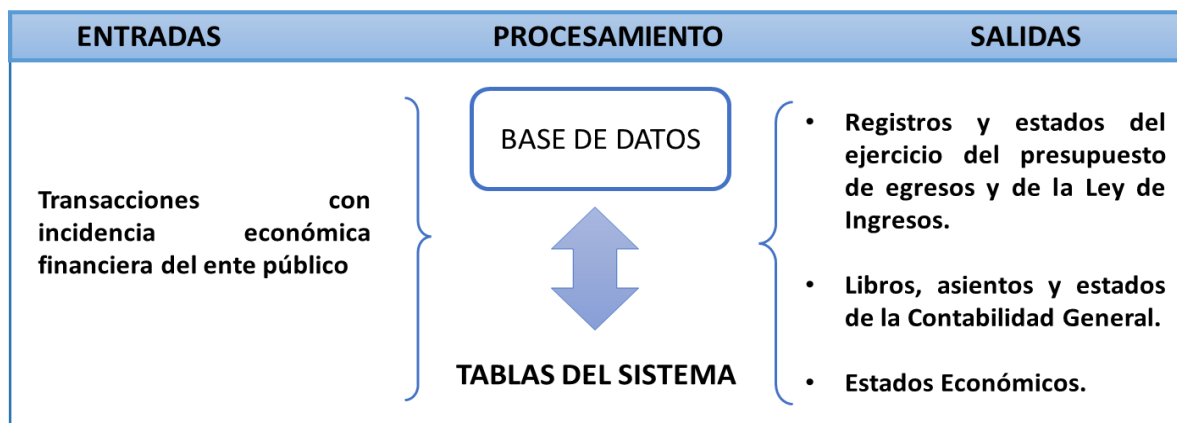 ENTRADAS
PROCESAMIENTO
SALIDAS
Transacciones con
incidencia económica
financiera del ente público
BASE DE DATOS
TABLAS DEL SISTEMA
• Registros y estados del
ejercicio del presupuesto
de egresos y de la Ley de
Ingresos.
• Libros, asientos y estados
de la Contabilidad General.
• Estados Económicos.